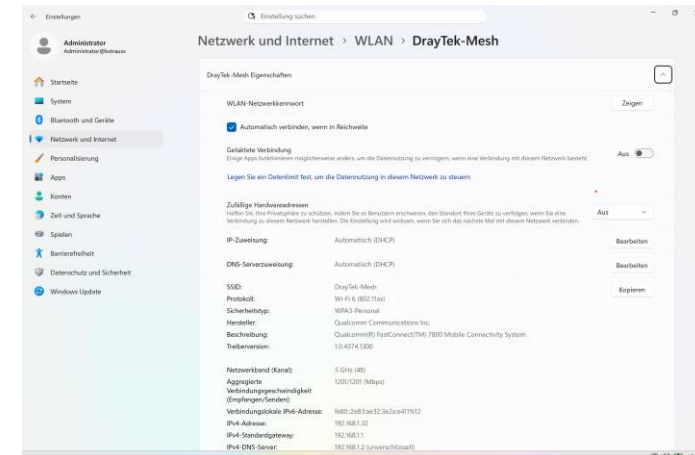 Einstellungen
Einstellung suchen
Administrator
Administrator@kstrauss
Startseite
System
Bluetooth und Geräte
Netzwerk und Internet
Personalisierung
Apps
Konten
Zeit und Sprache
Spielen
Barrierefreiheit
Datenschutz und Sicherheit
Windows Update
Netzwerk und Internet > WLAN > DrayTek-Mesh
DrayTek-Mesh Eigenschaften
WLAN-Netzwerkkennwort Zeigen
Automatisch verbinden, wenn in Reichweite
Getaktete Verbindung
Einige Apps funktionieren möglicherweise anders, um die Datennutzung zu verringern, wenn eine Verbindung mit diesem Netzwerk besteht.
Aus
Legen Sie ein Datenlimit fest, um die Datennutzung in diesem Netzwerk zu steuern
Zufällige Hardwareadressen
Helfen Sie, Ihre Privatsphäre zu schützen, indem Sie es Benutzern erschweren, den Standort Ihres Geräts zu verfolgen, wenn Sie eine
Verbindung zu diesem Netzwerk herstellen. Die Einstellung wird wirksam, wenn Sie sich das nächste Mal mit diesem Netzwerk verbinden.
Aus
IP-Zuweisung: Automatisch (DHCP) Bearbeiten
DNS-Serverzuweisung: Automatisch (DHCP) Bearbeiten
SSID: DrayTek-Mesh Kopieren
Protokoll: Wi-Fi 6 (802.11ax)
Sicherheitstyp: WPA3-Personal
Hersteller: Qualcomm Communications Inc.
Beschreibung: Qualcomm(R) FastConnect(TM) 7800 Mobile Connectivity System
Treiberversion: 1.0.4374.1300
Netzwerkband (Kanal): 5 GHz (48)
Aggregierte 1201/1201 (Mbps)
Verbindungsgeschwindigkeit
(Empfangen/Senden):
Verbindungslokale IPv6-Adresse:
IPv4-Adresse: 192.168.1.32
IPv4-Standardgateway: 192.168.1.1
IPv4-DNS-Server: 192.168.1.2 (unverschlüsselt)